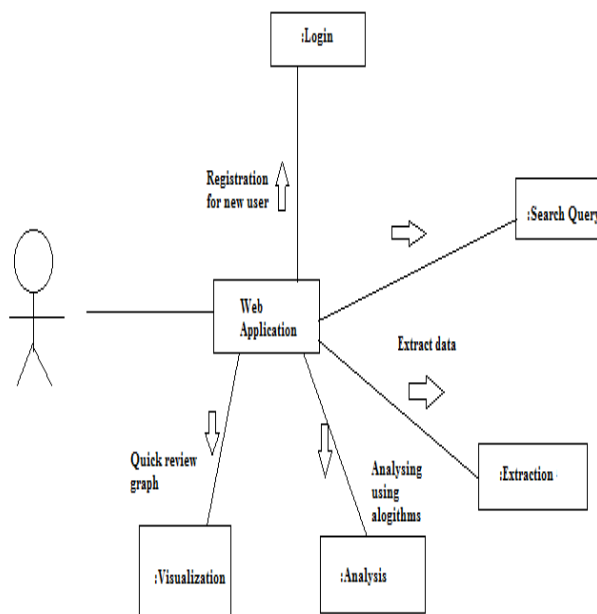 :Login
Registration
for new user
:Search Query
Web
Application
Extract data
Quick review
graph
Analysing
using
alogithms
:Extraction
:Visualization
:Analysis